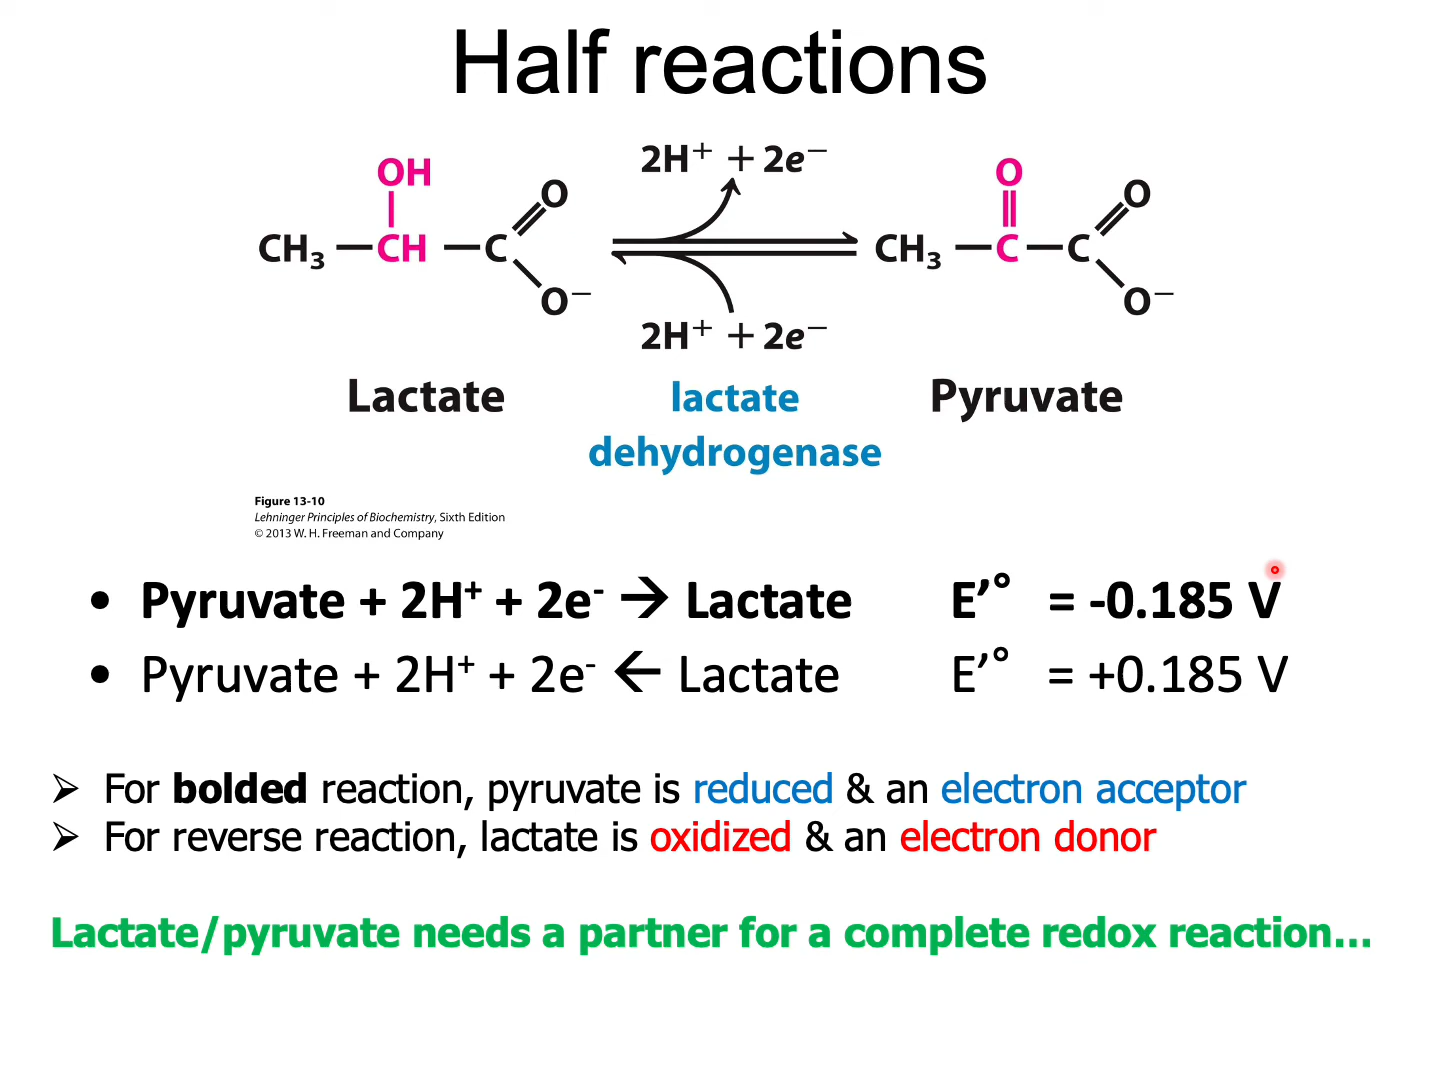 Half reactions
OH
CH₃ — CH — C
O
O⁻
2H⁺ + 2e⁻
2H⁺ + 2e⁻
O
CH₃ — C — C
O
O⁻
Lactate
lactate
dehydrogenase
Pyruvate
Figure 13-10
Lehninger Principles of Biochemistry, Sixth Edition
© 2013 W. H. Freeman and Company
• Pyruvate + 2H⁺ + 2e⁻ → Lactate E’° = -0.185 V
• Pyruvate + 2H⁺ + 2e⁻ ← Lactate E’° = +0.185 V
➢ For bolded reaction, pyruvate is reduced & an electron acceptor
➢ For reverse reaction, lactate is oxidized & an electron donor
Lactate/pyruvate needs a partner for a complete redox reaction...